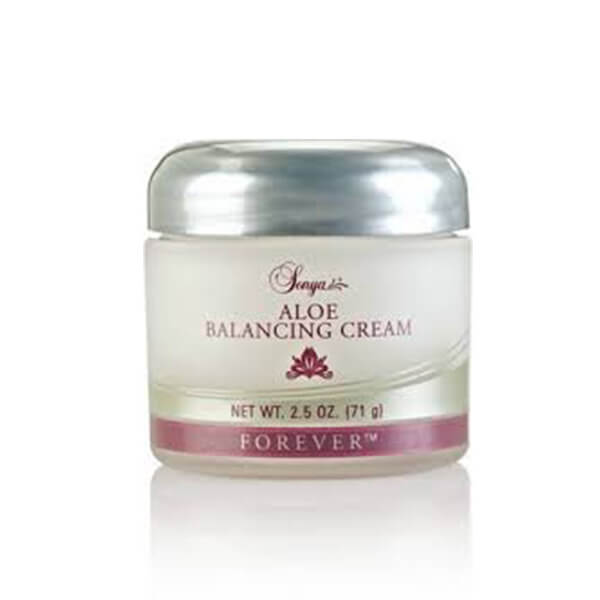 Sonya
ALOE
BALANCING CREAM
NET WT. 2.5 OZ. (71 g)
FOREVER™